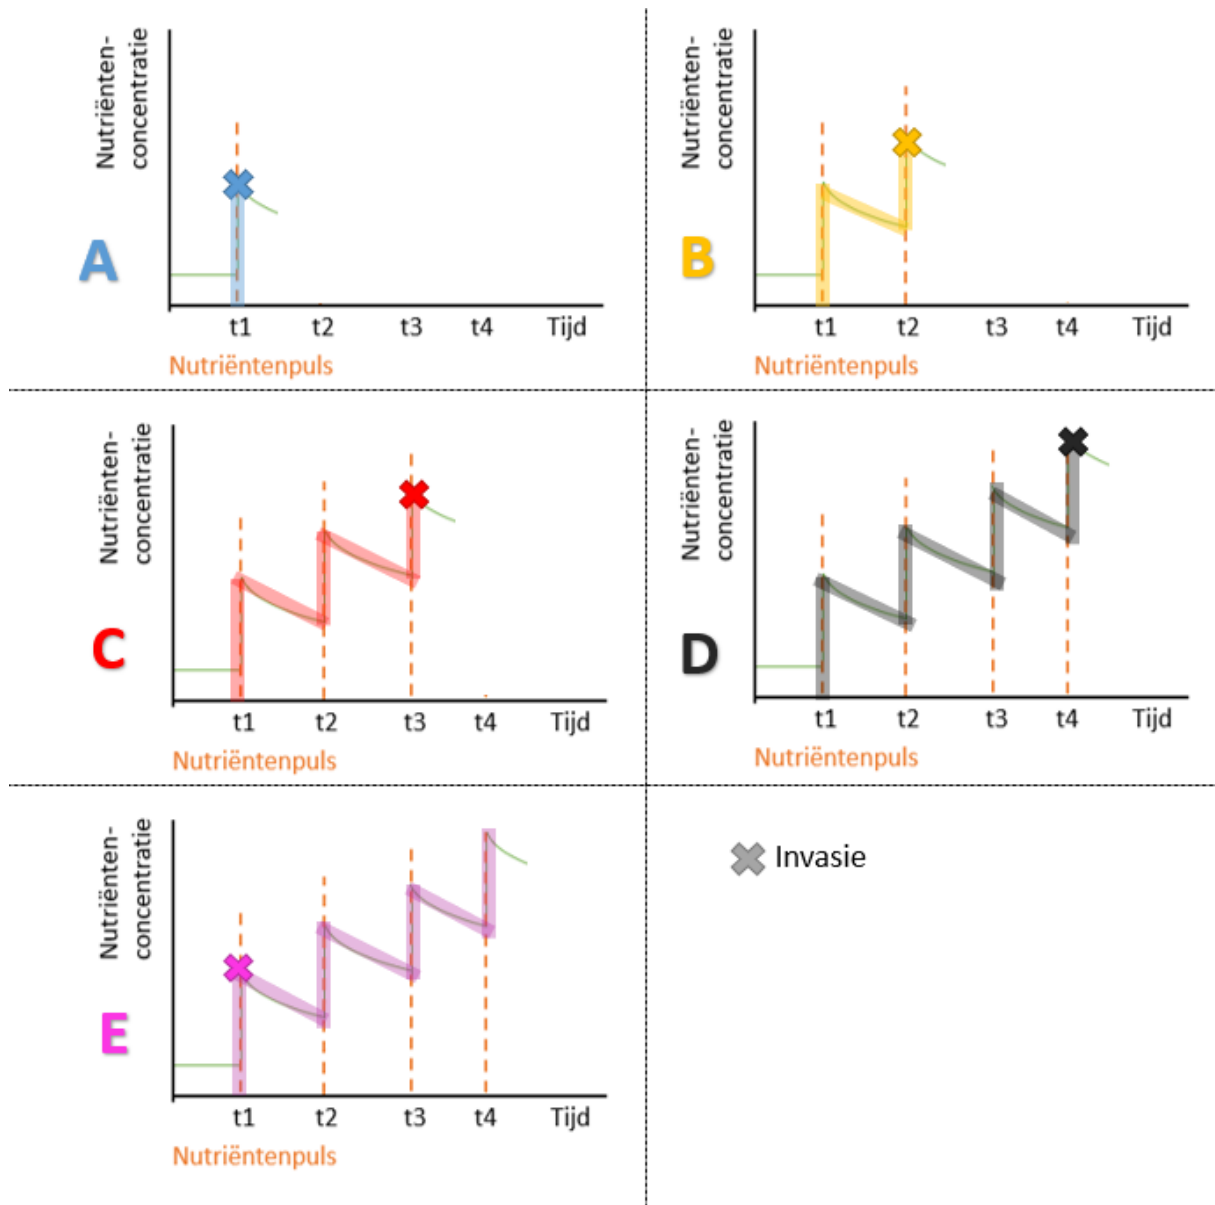 Nutriënten-
concentratie
A
t1 t2 t3 t4 Tijd
Nutriëntenpuls
Nutriënten-
concentratie
B
t1 t2 t3 t4 Tijd
Nutriëntenpuls
Nutriënten-
concentratie
C
t1 t2 t3 t4 Tijd
Nutriëntenpuls
Nutriënten-
concentratie
D
t1 t2 t3 t4 Tijd
Nutriëntenpuls
Nutriënten-
concentratie
E
t1 t2 t3 t4 Tijd
Nutriëntenpuls
Invasie